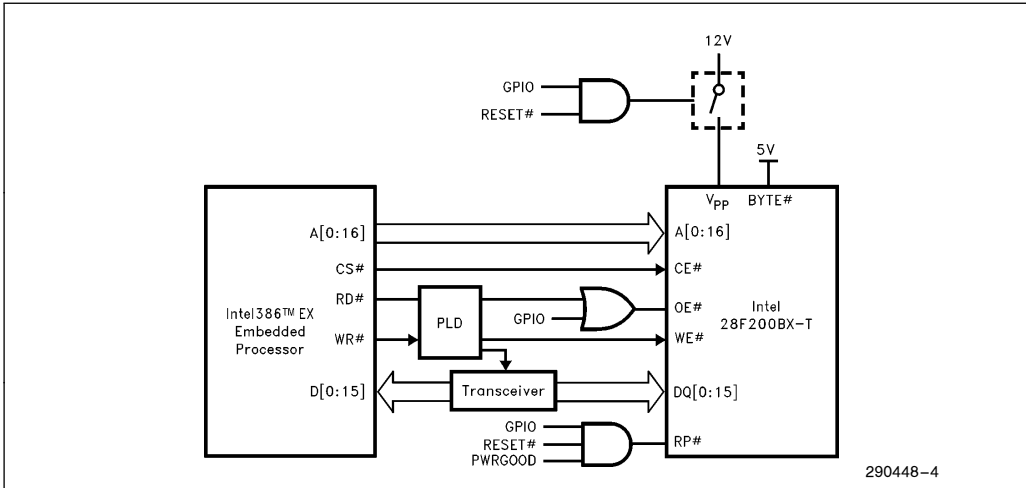 12V
GPIO
RESET#
5V
VPP BYTE#
A[0:16]
A[0:16]
CS#
CE#
RD#
OE#
GPIO
PLD
Intel386™ EX
Embedded
Processor
Intel
28F200BX-T
WR#
WE#
D[0:15]
Transceiver
DQ[0:15]
GPIO
RESET#
PWRGOOD
RP#
290448-4